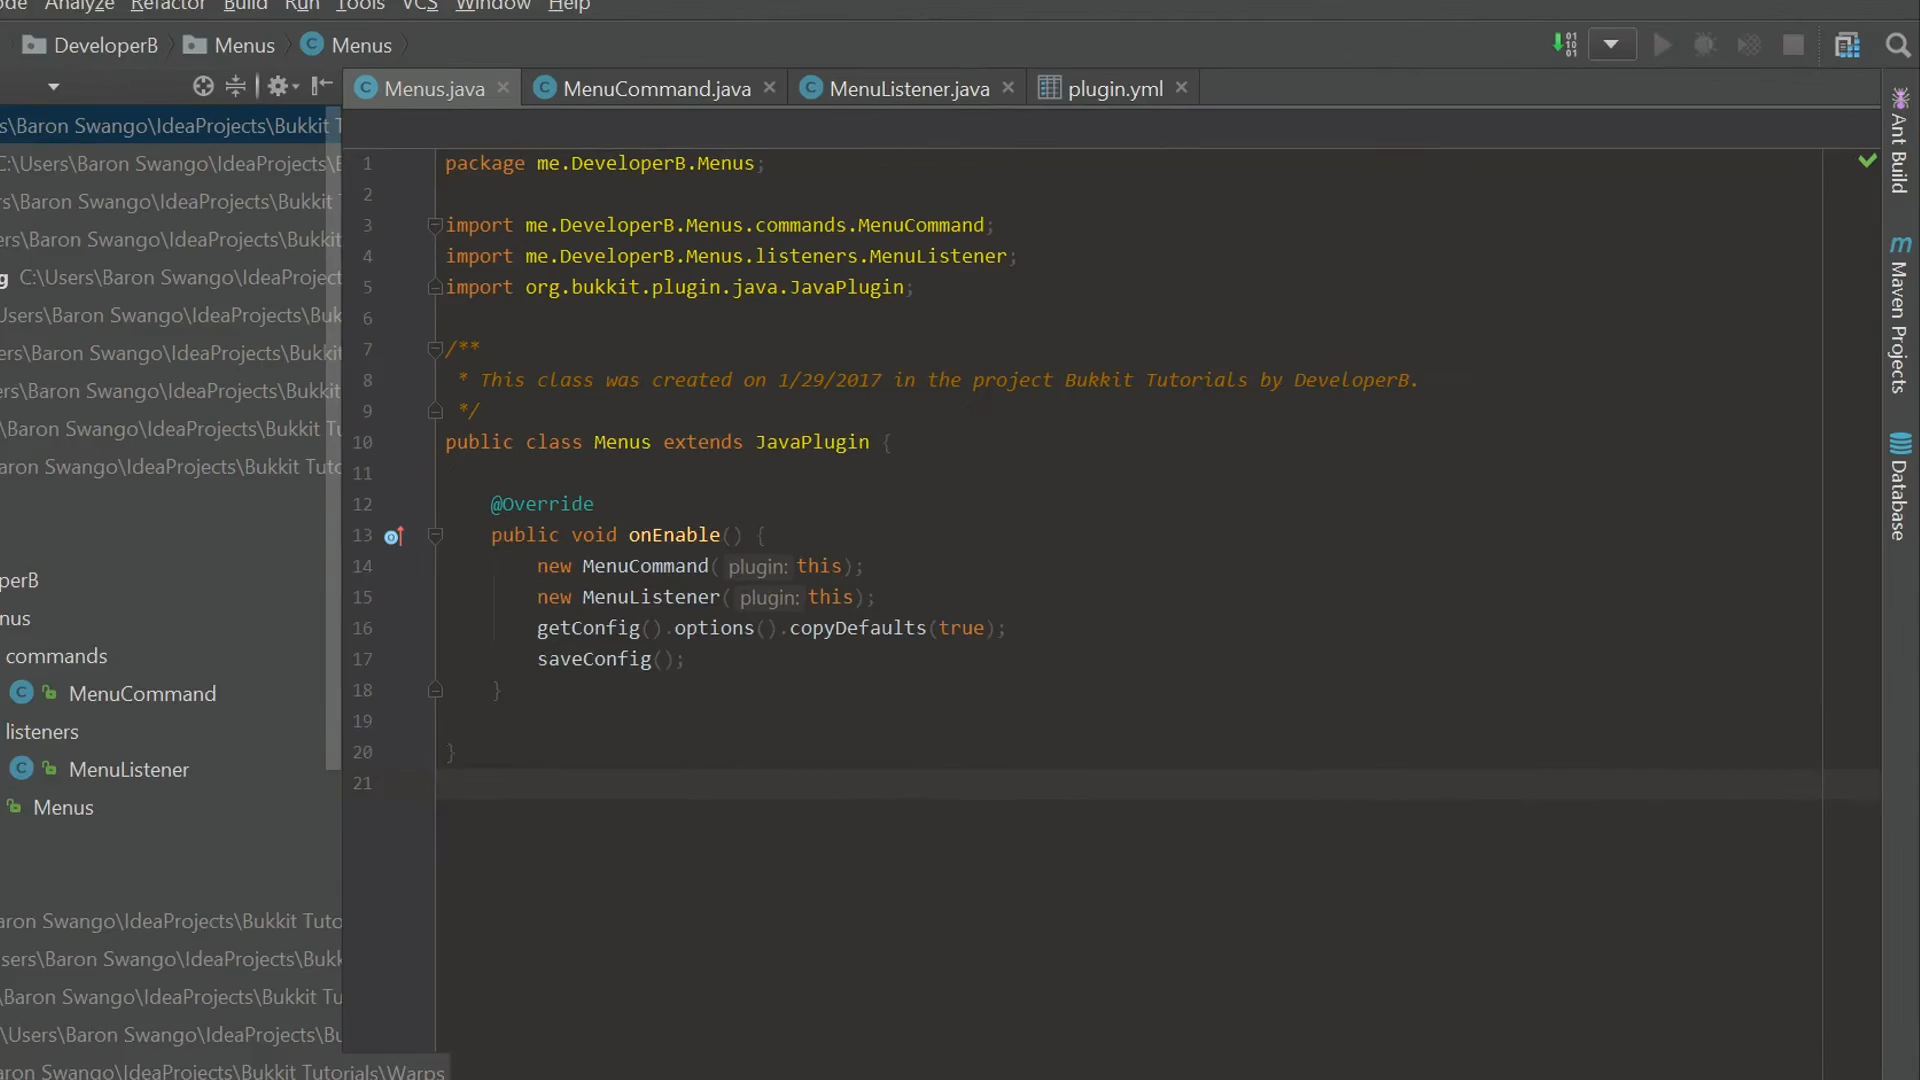 ode Analyze Refactor Build Run Tools VCS Window Help
DeveloperB Menus Menus
Menus.java MenuCommand.java MenuListener.java plugin.yml
s\Baron Swango\IdeaProjects\Bukkit T
C:\Users\Baron Swango\IdeaProjects\B
rs\Baron Swango\IdeaProjects\Bukkit
ers\Baron Swango\IdeaProjects\Bukkit
g C:\Users\Baron Swango\IdeaProject
Users\Baron Swango\IdeaProjects\Buk
ers\Baron Swango\IdeaProjects\Bukkit
ers\Baron Swango\IdeaProjects\Bukkit
\Baron Swango\IdeaProjects\Bukkit Tu
aron Swango\IdeaProjects\Bukkit Tuto
perB
nus
commands
MenuCommand
listeners
MenuListener
Menus
aron Swango\IdeaProjects\Bukkit Tuto
sers\Baron Swango\IdeaProjects\Bukk
\Baron Swango\IdeaProjects\Bukkit Tu
\Users\Baron Swango\IdeaProjects\Bu
aron Swango\IdeaProjects\Bukkit Tutorials\Warps
1 package me.DeveloperB.Menus;
2
3 import me.DeveloperB.Menus.commands.MenuCommand;
4 import me.DeveloperB.Menus.listeners.MenuListener;
5 import org.bukkit.plugin.java.JavaPlugin;
6
7 /**
8 * This class was created on 1/29/2017 in the project Bukkit Tutorials by DeveloperB.
9 */
10 public class Menus extends JavaPlugin {
11
12 @Override
13 public void onEnable() {
14 new MenuCommand( plugin: this);
15 new MenuListener( plugin: this);
16 getConfig().options().copyDefaults(true);
17 saveConfig();
18 }
19
20 }
21
Ant Build
Maven Projects
Database